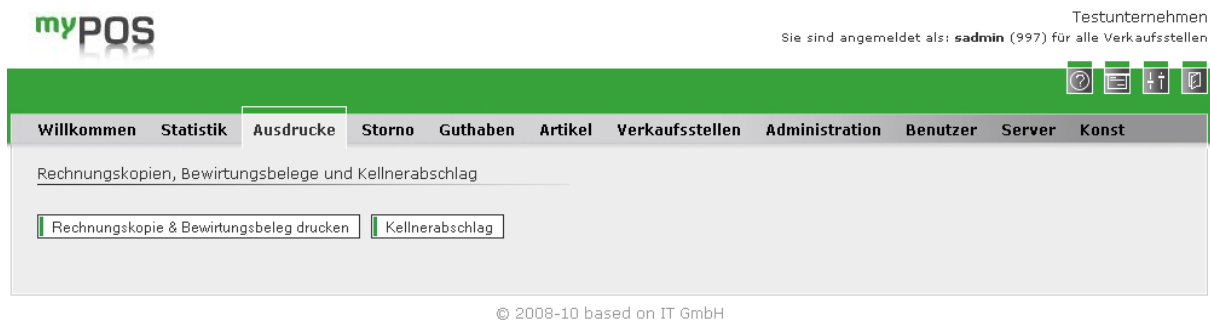 myPOS
Testunternehmen
Sie sind angemeldet als: sadmin (997) für alle Verkaufsstellen
Willkommen Statistik Ausdrucke Storno Guthaben Artikel Verkaufsstellen Administration Benutzer Server Konst
Rechnungskopien, Bewirtungsbelege und Kellnerabschlag
Rechnungskopie & Bewirtungsbeleg drucken Kellnerabschlag
© 2008-10 based on IT GmbH